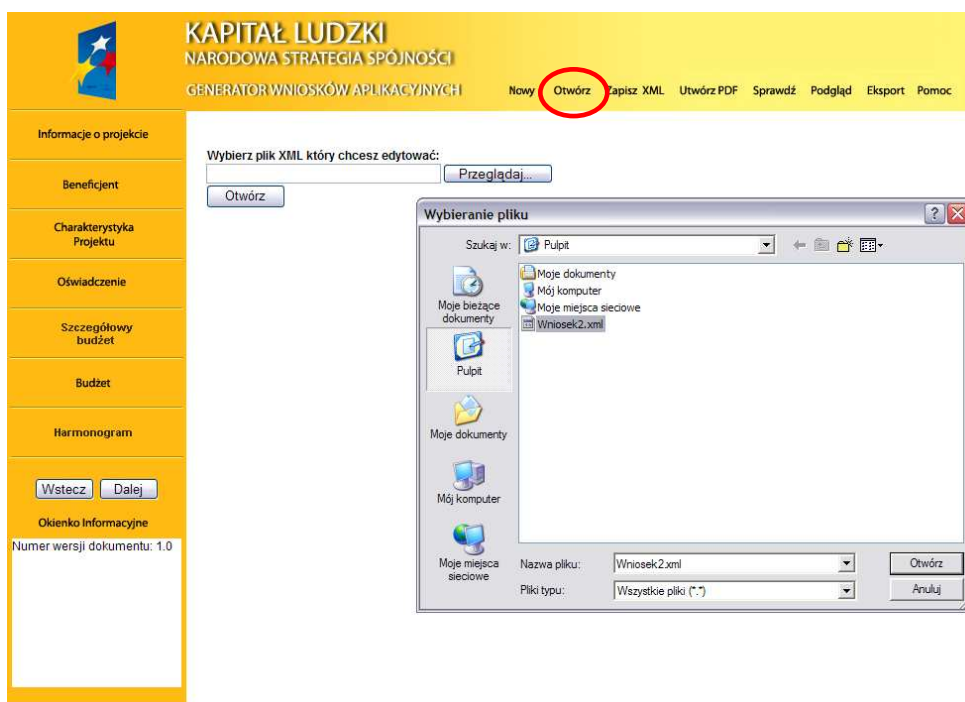 KAPITAŁ LUDZKI
NARODOWA STRATEGIA SPÓJNOŚCI
GENERATOR WNIOSKÓW APLIKACYJNYCH
Nowy Otwórz Zapisz XML Utwórz PDF Sprawdź Podgląd Eksport Pomoc
Informacje o projekcie
Beneficjent
Charakterystyka
Projektu
Oświadczenie
Szczegółowy
budżet
Budżet
Harmonogram
Wstecz Dalej
Okienko Informacyjne
Numer wersji dokumentu: 1.0
Wybierz plik XML który chcesz edytować:
Przeglądaj...
Otwórz
Wybieranie pliku
Szukaj w: Pulpit
Moje bieżące
dokumenty
Pulpit
Moje dokumenty
Mój komputer
Moje miejsca
sieciowe
Moje dokumenty
Mój komputer
Moje miejsca sieciowe
Wniosek2.xml
Nazwa pliku: Wniosek2.xml Otwórz
Pliki typu: Wszystkie pliki (*.*) Anuluj